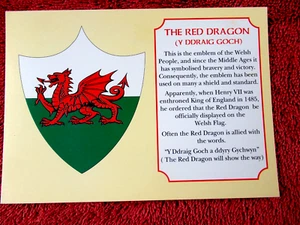 THE RED DRAGON
(Y DDRAIG GOCH)
This is the emblem of the Welsh
People, and since the Middle Ages it
has symbolised bravery and victory.
Consequently, the emblem has been
used on many a shield and standard.
Apparently, when Henry VII was
enthroned King of England in 1485,
he ordered that the Red Dragon be
officially displayed on the
Welsh Flag.
Often the Red Dragon is allied with
the words.
"Y Ddraig Goch a ddyry Gychwyn"
( The Red Dragon will show the way)